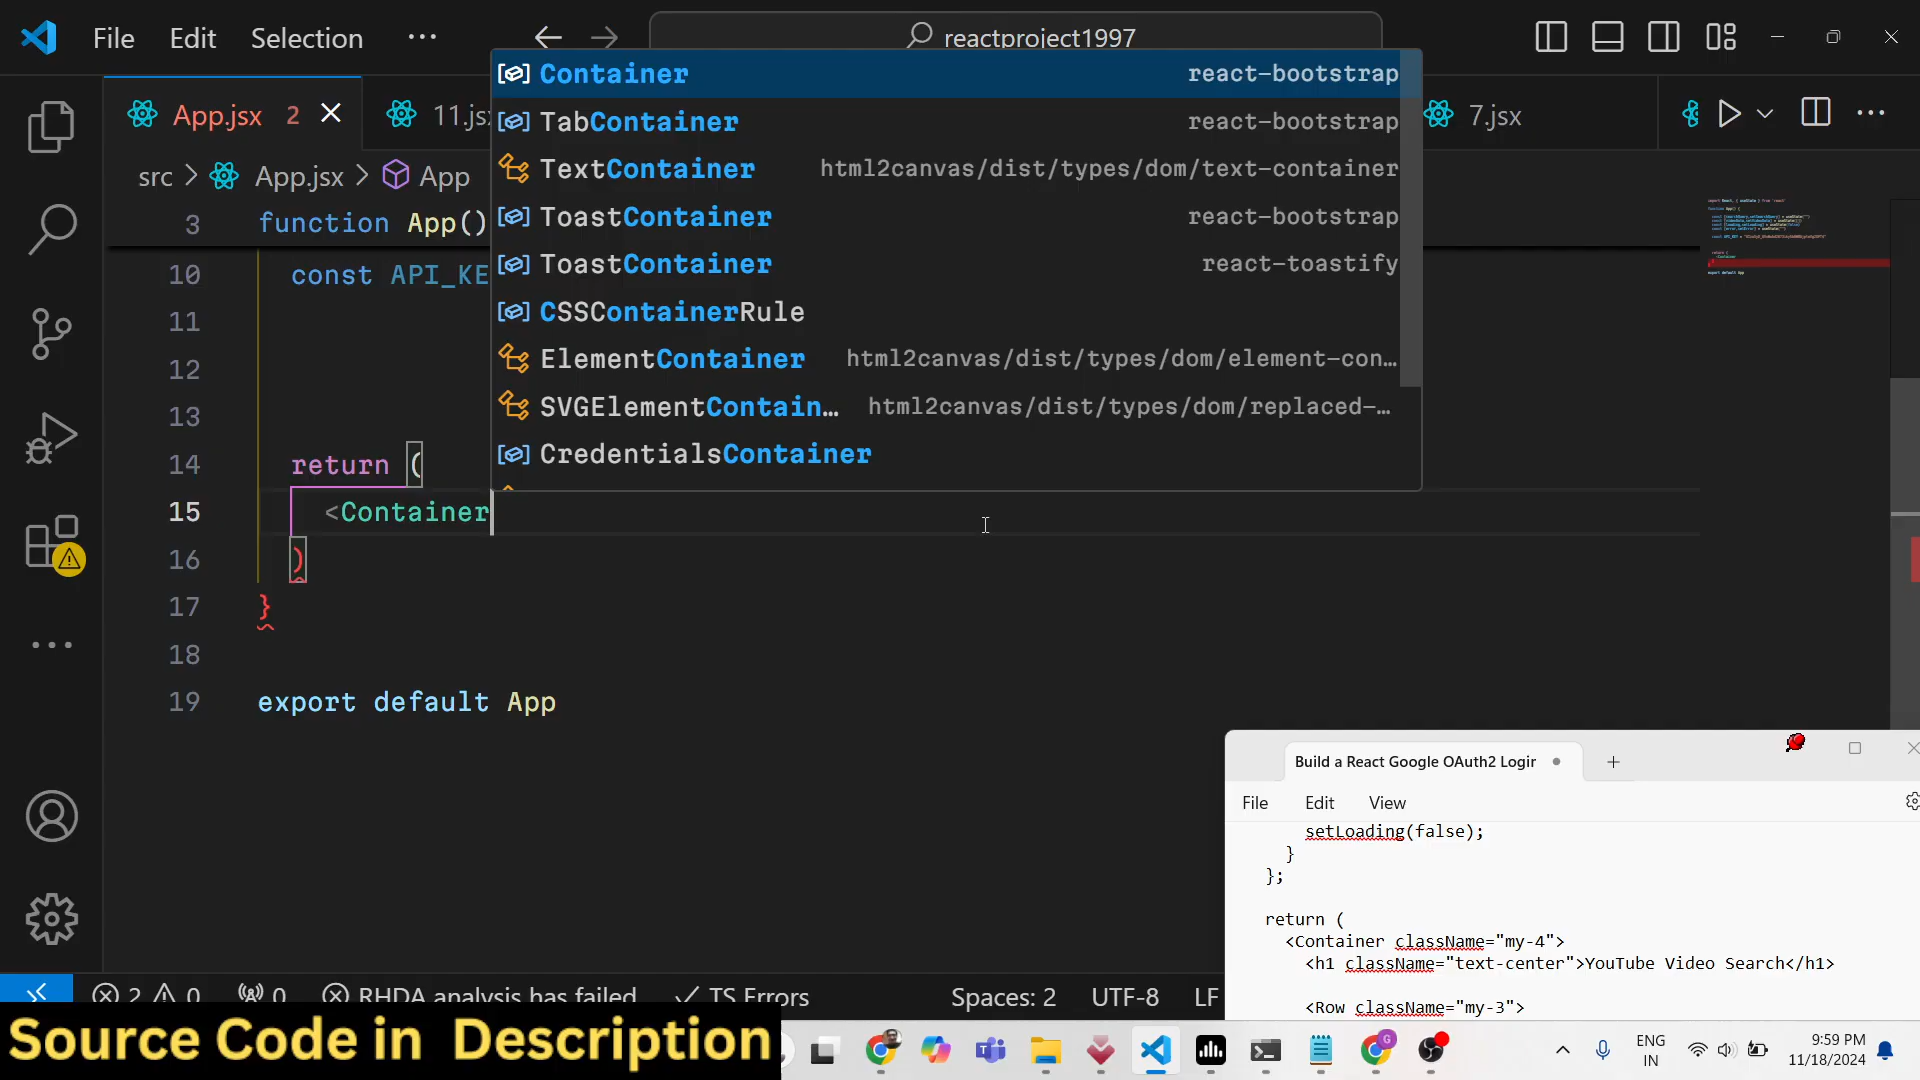 File Edit Selection ··· reactproject1997
App.jsx 2 11.jsx 7.jsx
src > App.jsx > App
3 function App()
10 const API_KE
11
12
13
14 return (
15 <Container
16 )
17 }
18
19 export default App
Container react-bootstrap
TabContainer react-bootstrap
TextContainer html2canvas/dist/types/dom/text-container
ToastContainer react-bootstrap
ToastContainer react-toastify
CSSContainerRule
ElementContainer html2canvas/dist/types/dom/element-con…
SVGElementContain… html2canvas/dist/types/dom/replaced-…
CredentialsContainer
Build a React Google OAuth2 Login
File Edit View
setLoading(false);
}
};
return (
<Container className="my-4">
<h1 className="text-center">YouTube Video Search</h1>
<Row className="my-3">
2 0 0 RHDA analysis has failed TS Errors Spaces: 2 UTF-8 LF
Source Code in Description
ENG
IN
9:59 PM
11/18/2024